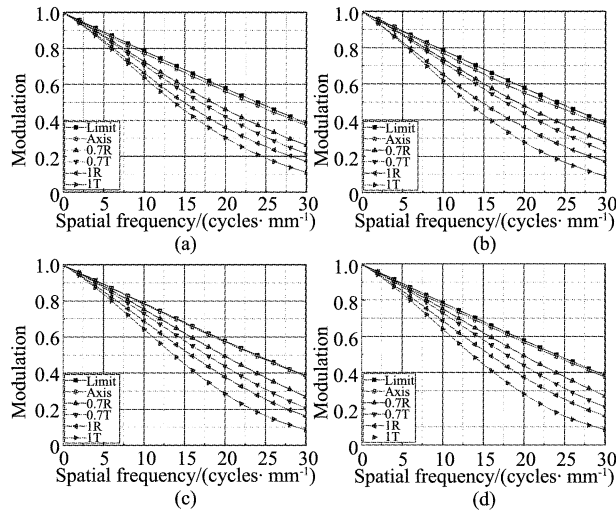 1.0
0.8
0.6
0.4
0.2
0
Modulation
Limit
Axis
0.7R
0.7T
1R
1T
0 5 10 15 20 25 30
Spatial frequency/(cycles· mm⁻¹)
(a)
1.0
0.8
0.6
0.4
0.2
0
Modulation
Limit
Axis
0.7R
0.7T
1R
1T
0 5 10 15 20 25 30
Spatial frequency/(cycles· mm⁻¹)
(b)
1.0
0.8
0.6
0.4
0.2
0
Modulation
Limit
Axis
0.7R
0.7T
1R
1T
0 5 10 15 20 25 30
Spatial frequency/(cycles· mm⁻¹)
(c)
1.0
0.8
0.6
0.4
0.2
0
Modulation
Limit
Axis
0.7R
0.7T
1R
1T
0 5 10 15 20 25 30
Spatial frequency/(cycles· mm⁻¹)
(d)